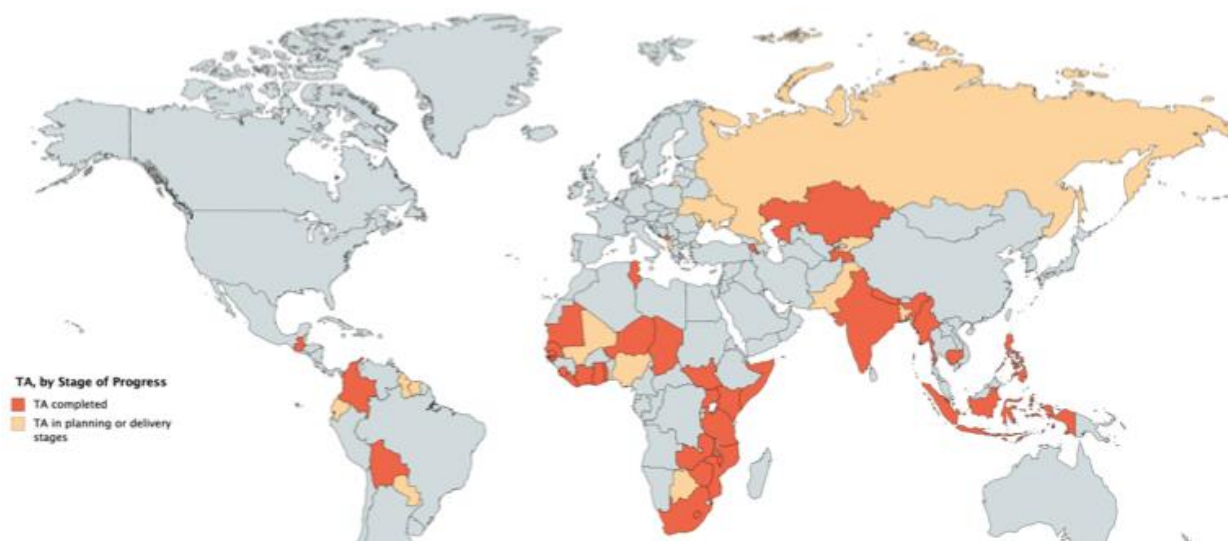 TA, by Stage of Progress
TA completed
TA in planning or delivery
stages